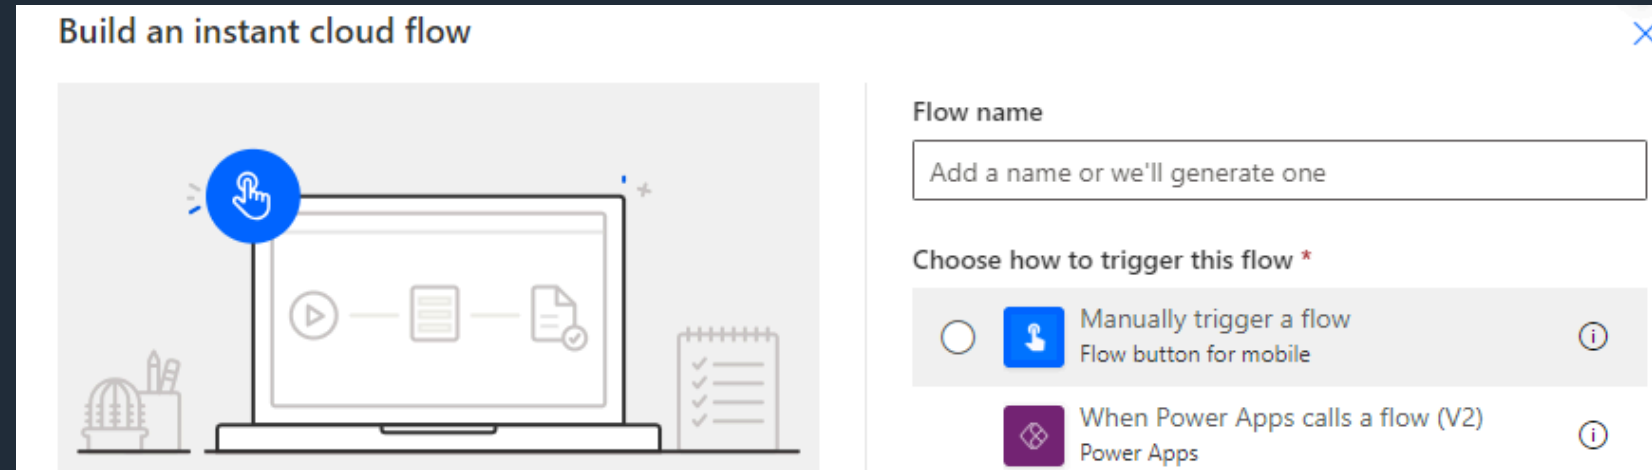 Build an instant cloud flow
Flow name
Add a name or we'll generate one
Choose how to trigger this flow *
Manually trigger a flow
Flow button for mobile
When Power Apps calls a flow (V2)
Power Apps